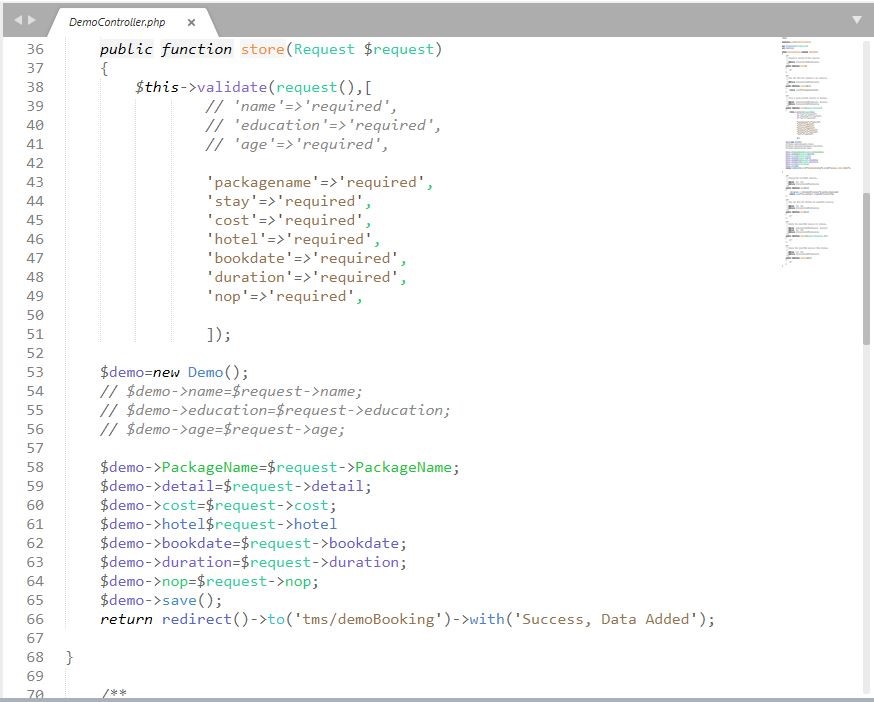 DemoController.php ×
36 public function store(Request $request)
37 {
38 $this->validate(request(),[
39 // 'name'=>'required',
40 // 'education'=>'required',
41 // 'age'=>'required',
42
43 'packagename'=>'required',
44 'stay'=>'required',
45 'cost'=>'required',
46 'hotel'=>'required',
47 'bookdate'=>'required',
48 'duration'=>'required',
49 'nop'=>'required',
50
51 ]);
52
53 $demo=new Demo();
54 // $demo->name=$request->name;
55 // $demo->education=$request->education;
56 // $demo->age=$request->age;
57
58 $demo->PackageName=$request->PackageName;
59 $demo->detail=$request->detail;
60 $demo->cost=$request->cost;
61 $demo->hotel$request->hotel
62 $demo->bookdate=$request->bookdate;
63 $demo->duration=$request->duration;
64 $demo->nop=$request->nop;
65 $demo->save();
66 return redirect()->to('tms/demoBooking')->with('Success, Data Added');
67
68 }
69
70 /**